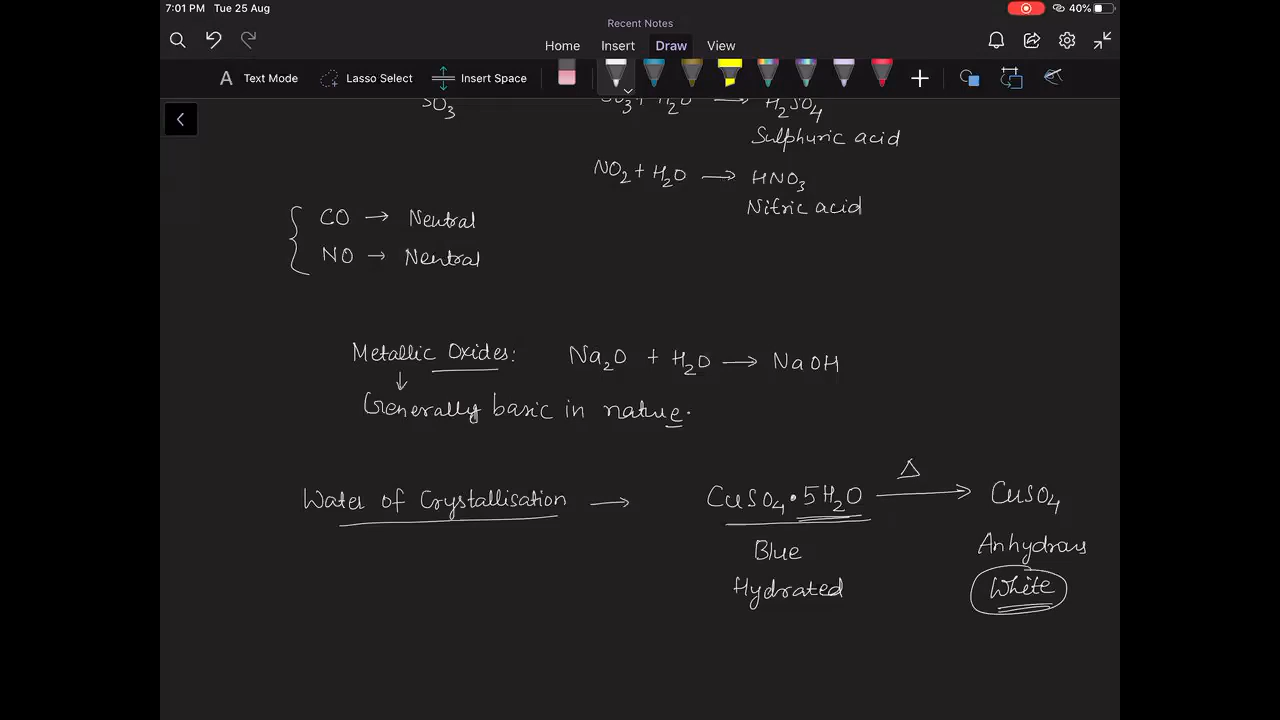 7:01 PM Tue 25 Aug
40%
Recent Notes
Home Insert Draw View
A Text Mode Lasso Select Insert Space
SO₃ SO₃ + H₂O → H₂SO₄
Sulphuric acid
NO₂ + H₂O → HNO₃
Nitric acid
CO → Neutral
NO → Neutral
Metallic Oxides: Na₂O + H₂O → NaOH
↓
Generally basic in nature.
Water of Crystallisation → CuSO₄·5H₂O Δ→ CuSO₄
Blue Anhydrous
Hydrated White